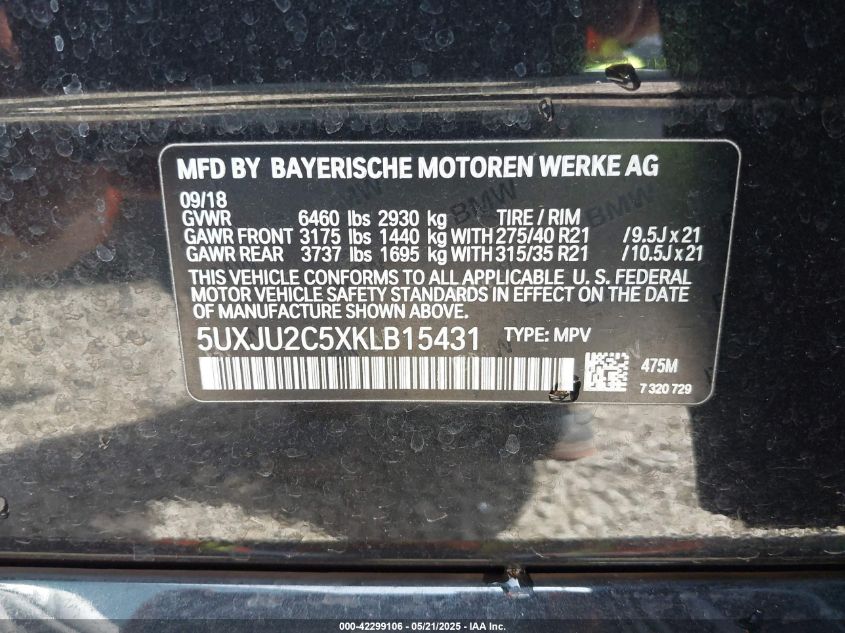 MFD BY BAYERISCHE MOTOREN WERKE AG
09/18
GVWR 6460 lbs 2930 kg TIRE / RIM
GAWR FRONT 3175 lbs 1440 kg WITH 275/40 R21 /9.5J x 21
GAWR REAR 3737 lbs 1695 kg WITH 315/35 R21 /10.5J x 21
THIS VEHICLE CONFORMS TO ALL APPLICABLE U. S. FEDERAL
MOTOR VEHICLE SAFETY STANDARDS IN EFFECT ON THE DATE
OF MANUFACTURE SHOWN ABOVE.
5UXJU2C5XKLB15431 TYPE: MPV
475M
7 320 729
BMW
BMW
BMW
000-42299106 - 05/21/2025 - IAA Inc.